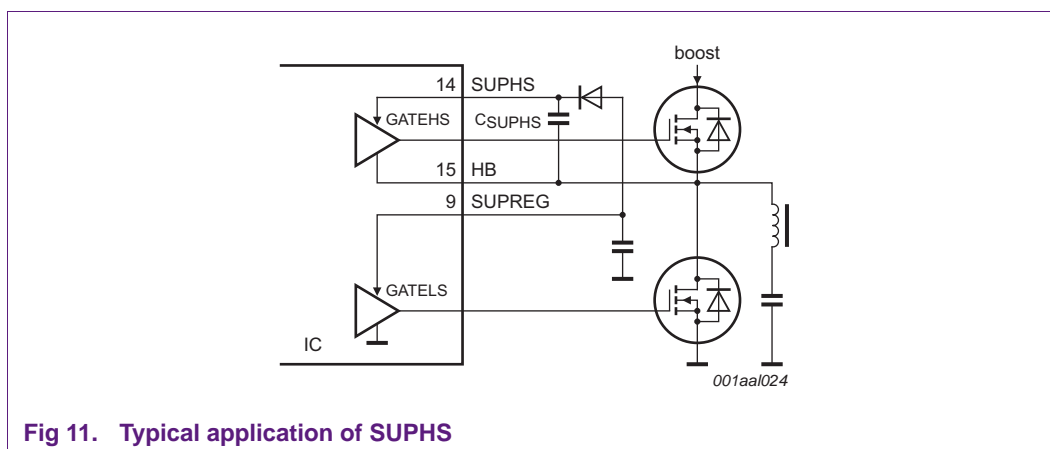 boost
14 SUPHS
GATEHS
CSUPHS
15 HB
9 SUPREG
GATELS
IC
001aal024
Fig 11. Typical application of SUPHS